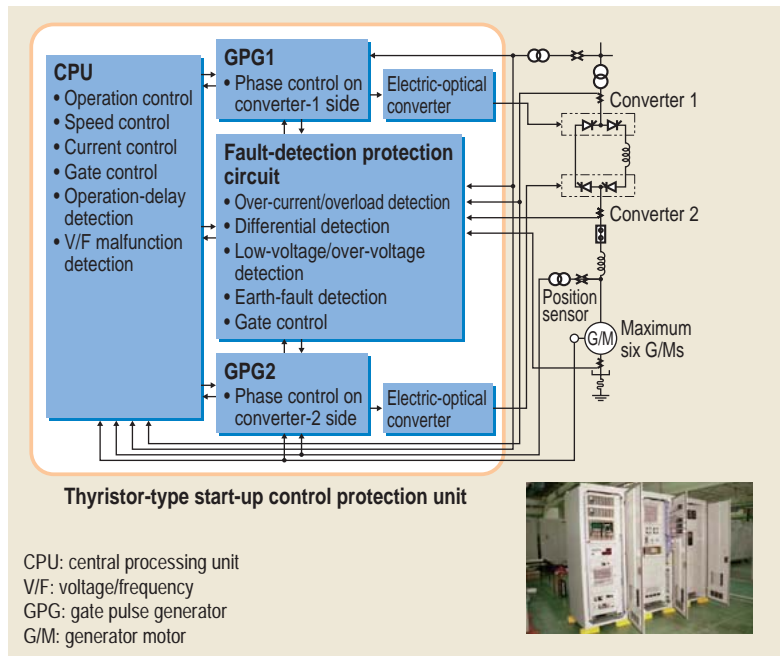 CPU
• Operation control
• Speed control
• Current control
• Gate control
• Operation-delay
detection
• V/F malfunction
detection
GPG1
• Phase control on
converter-1 side
Electric-optical
converter
Fault-detection protection
circuit
• Over-current/overload detection
• Differential detection
• Low-voltage/over-voltage
detection
• Earth-fault detection
• Gate control
GPG2
• Phase control on
converter-2 side
Electric-optical
converter
Converter 1
Converter 2
Position
sensor
G/M
Maximum
six G/Ms
Thyristor-type start-up control protection unit
CPU: central processing unit
V/F: voltage/frequency
GPG: gate pulse generator
G/M: generator motor